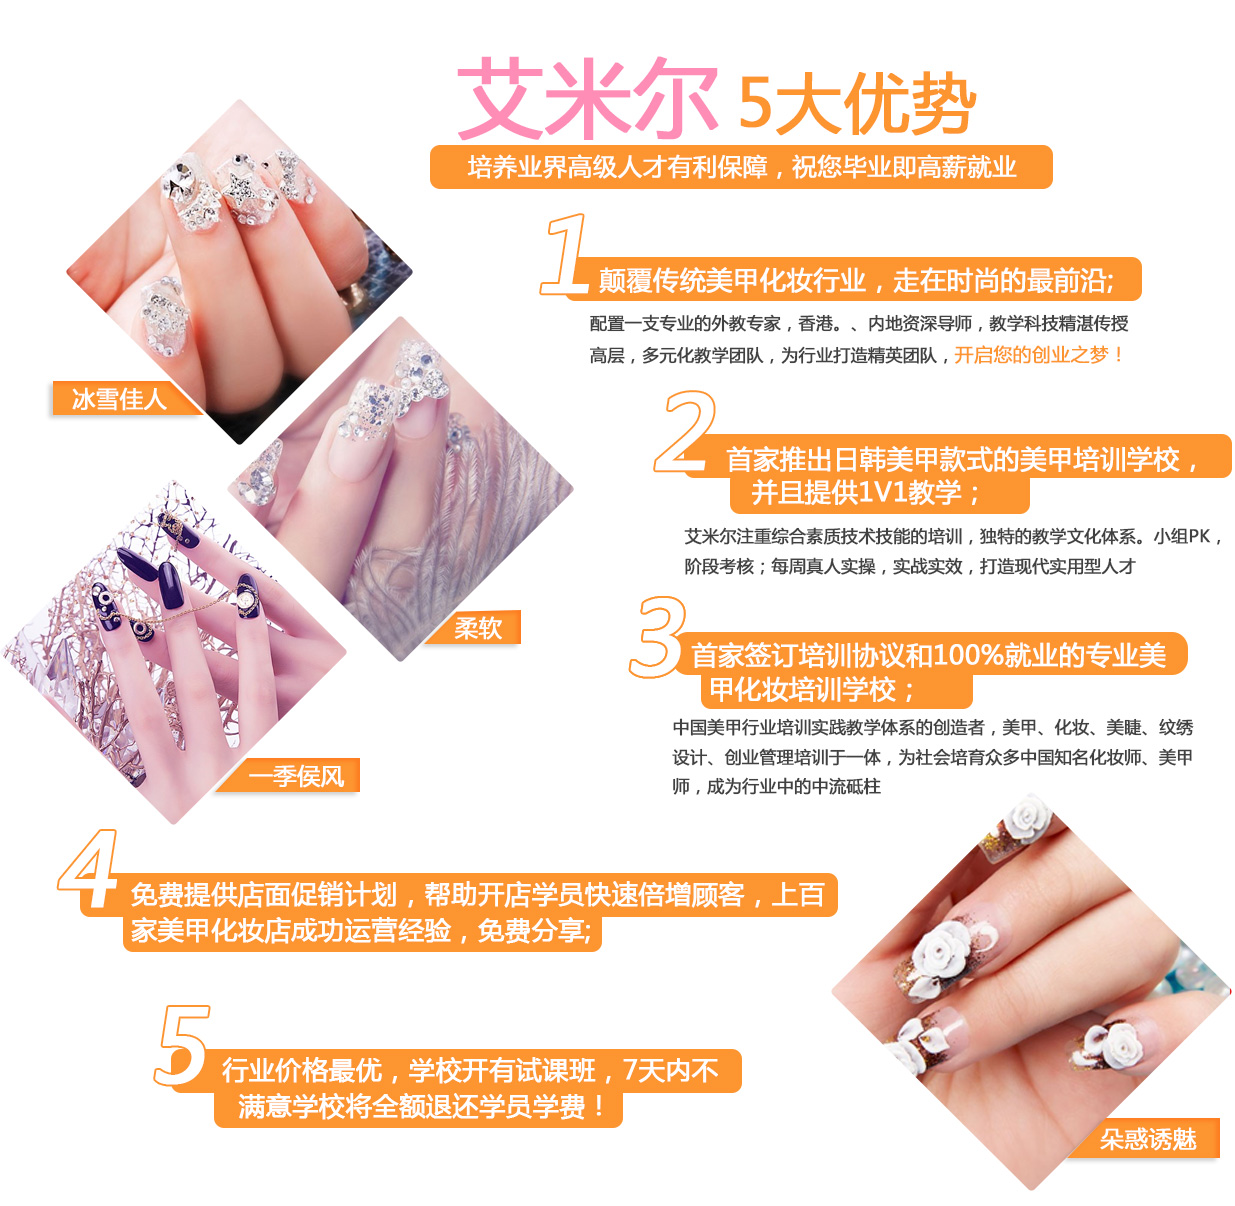 艾米尔 5大优势
培养业界高级人才有利保障，祝您毕业即高薪就业
1
颠覆传统美甲化妆行业，走在时尚的最前沿;
配置一支专业的外教专家，香港。、内地资深导师，教学科技精湛传授
高层，多元化教学团队，为行业打造精英团队，开启您的创业之梦！
冰雪佳人
2
首家推出日韩美甲款式的美甲培训学校，
并且提供1V1教学；
艾米尔注重综合素质技术技能的培训，独特的教学文化体系。小组PK，
阶段考核；每周真人实操，实战实效，打造现代实用型人才
柔软
3
首家签订培训协议和100%就业的专业美
甲化妆培训学校；
中国美甲行业培训实践教学体系的创造者，美甲、化妆、美睫、纹绣
设计、创业管理培训于一体，为社会培育众多中国知名化妆师、美甲
师，成为行业中的中流砥柱
一季侯风
4
免费提供店面促销计划，帮助开店学员快速倍增顾客，上百
家美甲化妆店成功运营经验，免费分享;
5
行业价格最优，学校开有试课班，7天内不
满意学校将全额退还学员学费！
朵惑诱魅